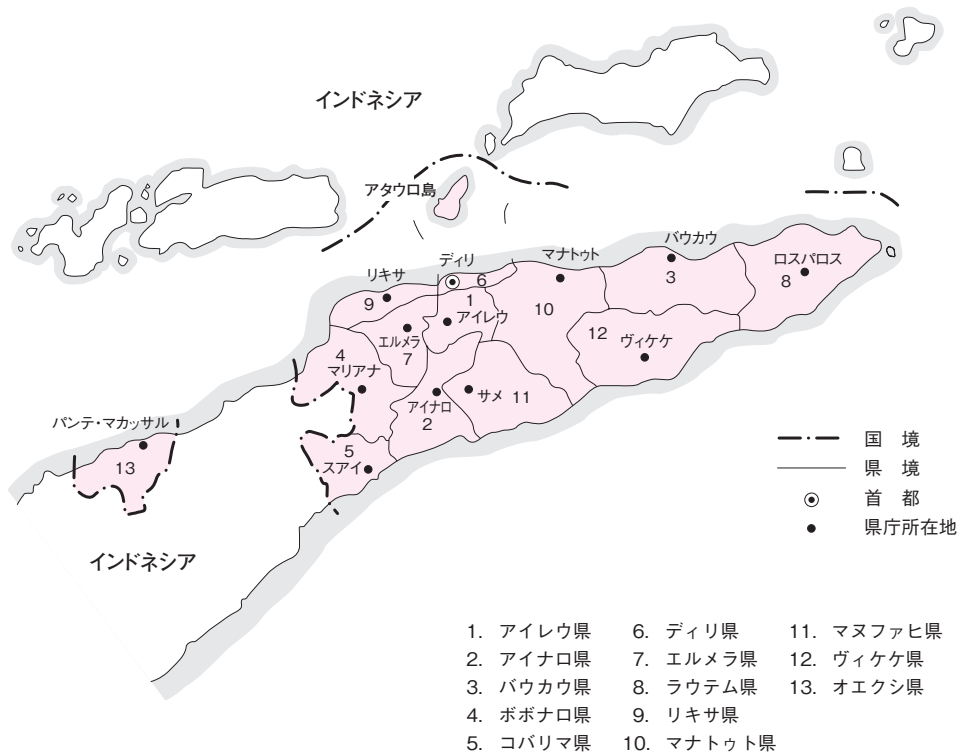 インドネシア
アタウロ島
バウカウ
マナトゥト
ディリ
リキサ
ロスパロス
3
8
6
9
1
10
アイレウ
エルメラ
7
12
ヴィケケ
4
マリアナ
サメ
11
アイナロ
2
パンテ・マカッサル
13
5
スアイ
インドネシア
国 境
県 境
首 都
県庁所在地
1. アイレウ県
2. アイナロ県
3. バウカウ県
4. ボボナロ県
5. コバリマ県
6. ディリ県
7. エルメラ県
8. ラウテム県
9. リキサ県
10. マナトゥト県
11. マヌファヒ県
12. ヴィケケ県
13. オエクシ県